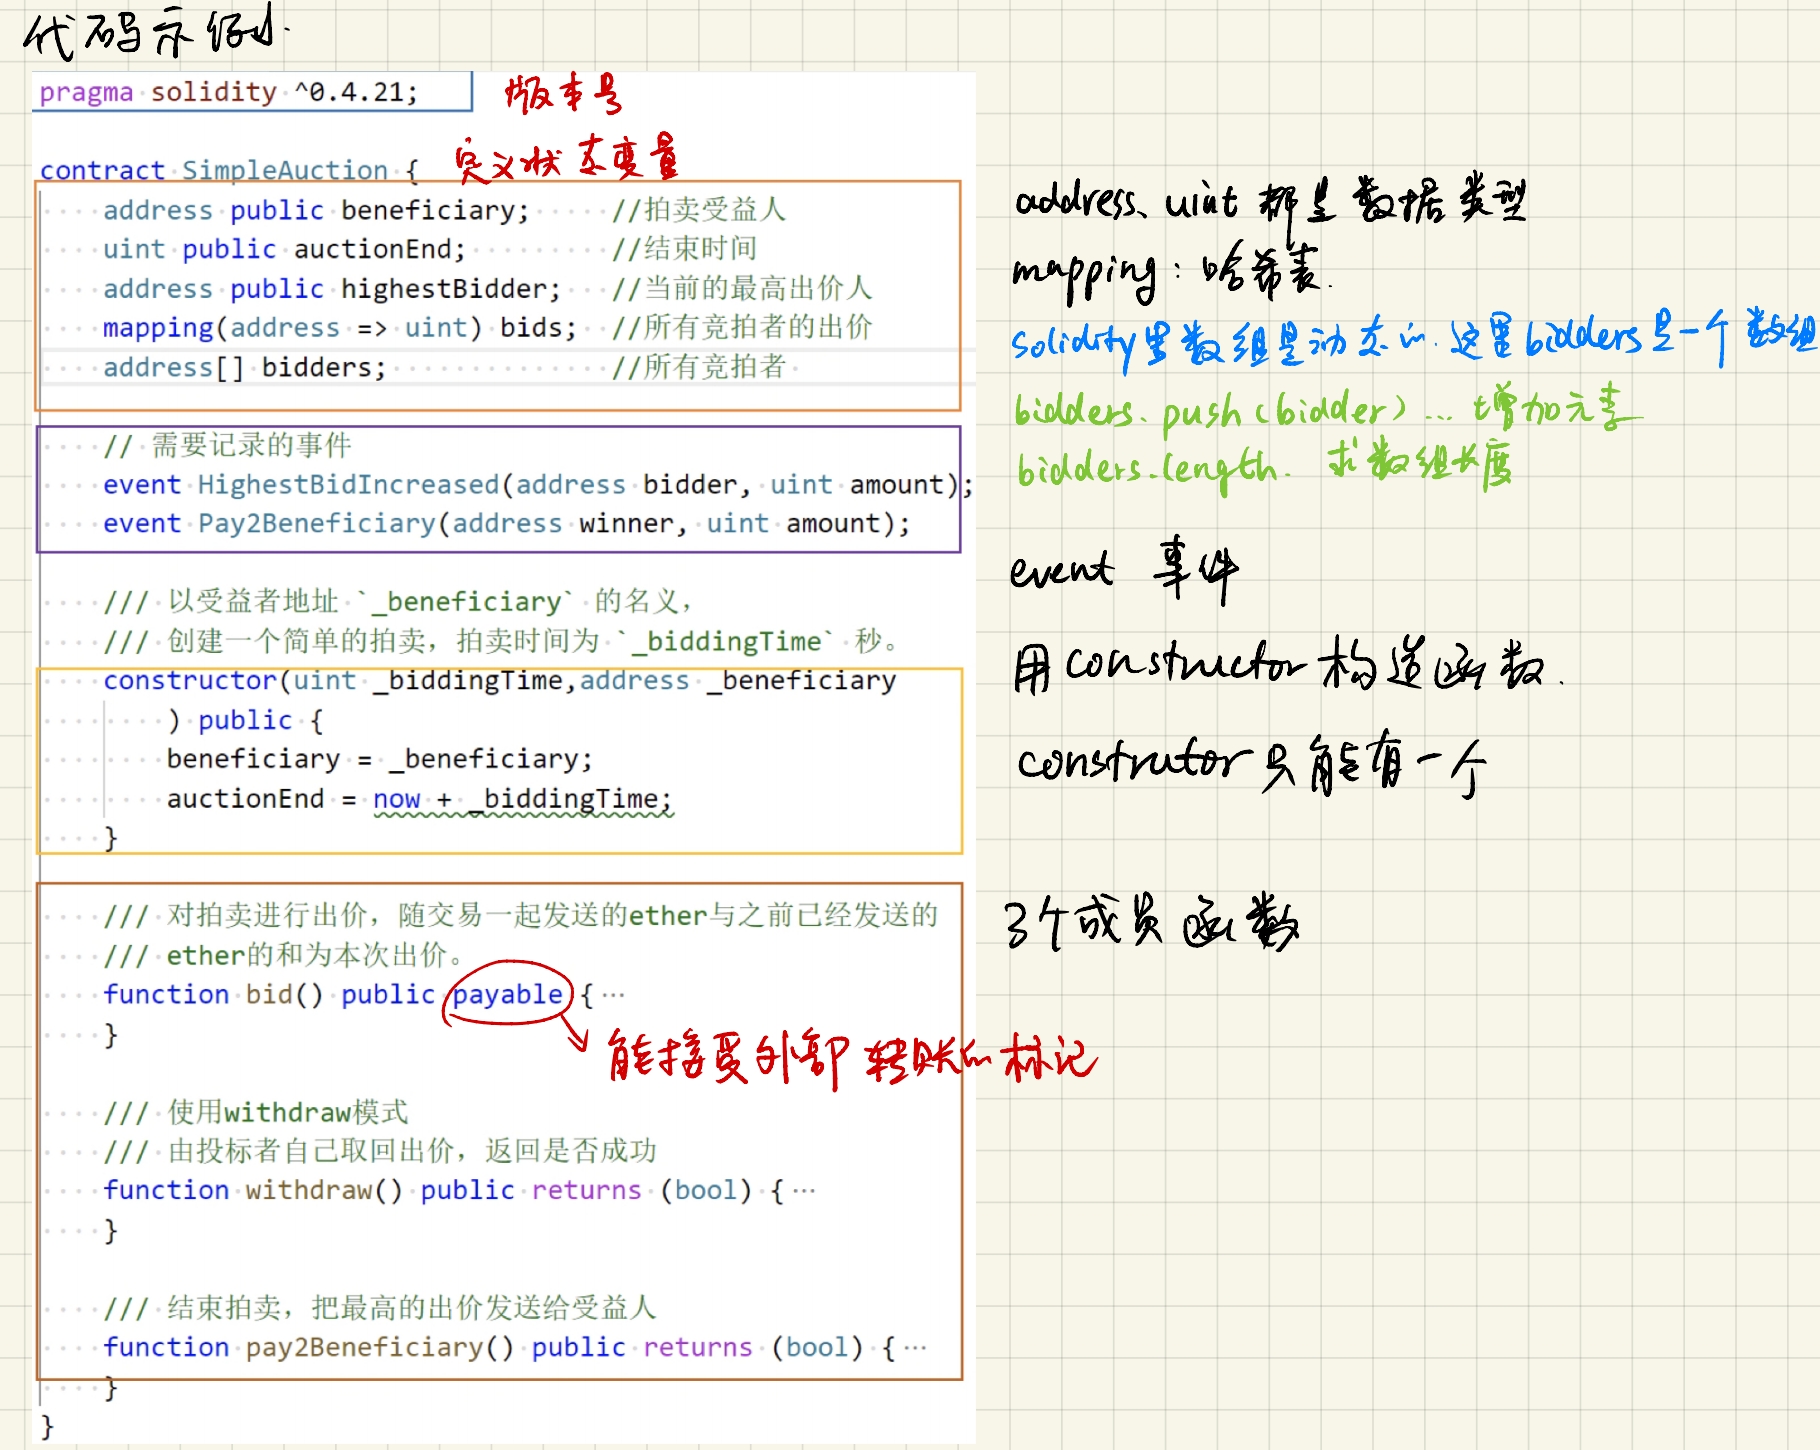 代码示例
pragma solidity ^0.4.21;
版本号
contract SimpleAuction {
定义状态变量
address public beneficiary; //拍卖受益人
uint public auctionEnd; //结束时间
address public highestBidder; //当前的最高出价人
mapping(address => uint) bids; //所有竞拍者的出价
address[] bidders; //所有竞拍者
address、uint 都是数据类型
mapping：哈希表.
solidity里数组是动态的. 这里bidders是一个数组
bidders.push(bidder)... 增加元素
bidders.length. 求数组长度
// 需要记录的事件
event HighestBidIncreased(address bidder, uint amount);
event Pay2Beneficiary(address winner, uint amount);
event 事件
/// 以受益者地址 `_beneficiary` 的名义，
/// 创建一个简单的拍卖，拍卖时间为 `_biddingTime` 秒。
constructor(uint _biddingTime,address _beneficiary
) public {
beneficiary = _beneficiary;
auctionEnd = now + _biddingTime;
}
用constructor构造函数.
construtor只能有一个
/// 对拍卖进行出价，随交易一起发送的ether与之前已经发送的
/// ether的和为本次出价。
function bid() public payable { ···
}
3个成员函数
能接受外部转账的标记
/// 使用withdraw模式
/// 由投标者自己取回出价，返回是否成功
function withdraw() public returns (bool) { ···
}
/// 结束拍卖，把最高的出价发送给受益人
function pay2Beneficiary() public returns (bool) { ···
}
}